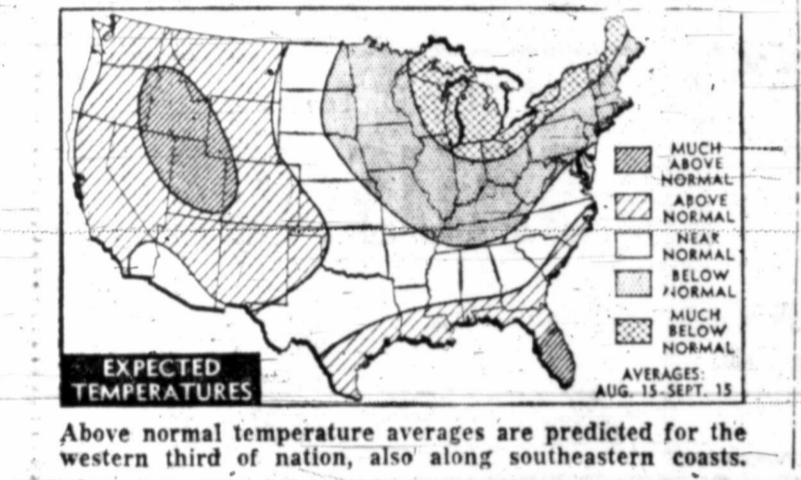 MUCH
ABOVE
NORMAL
ABOVE
NORMAL
NEAR
NORMAL
BELOW
NORMAL
MUCH
BELOW
NORMAL
EXPECTED
TEMPERATURES
AVERAGES:
AUG. 15-SEPT. 15
Above normal temperature averages are predicted for the
western third of nation, also along southeastern coasts.